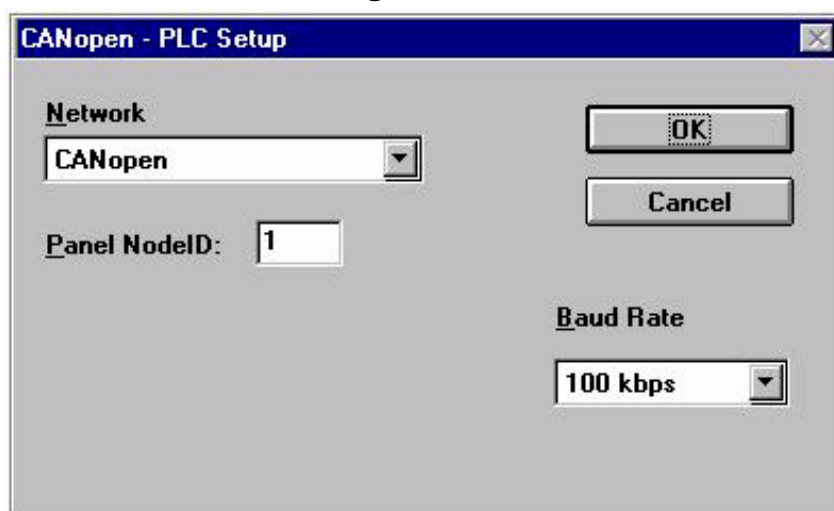 CANopen - PLC Setup
Network
OK
CANopen
Cancel
Panel NodeID: 1
Baud Rate
100 kbps